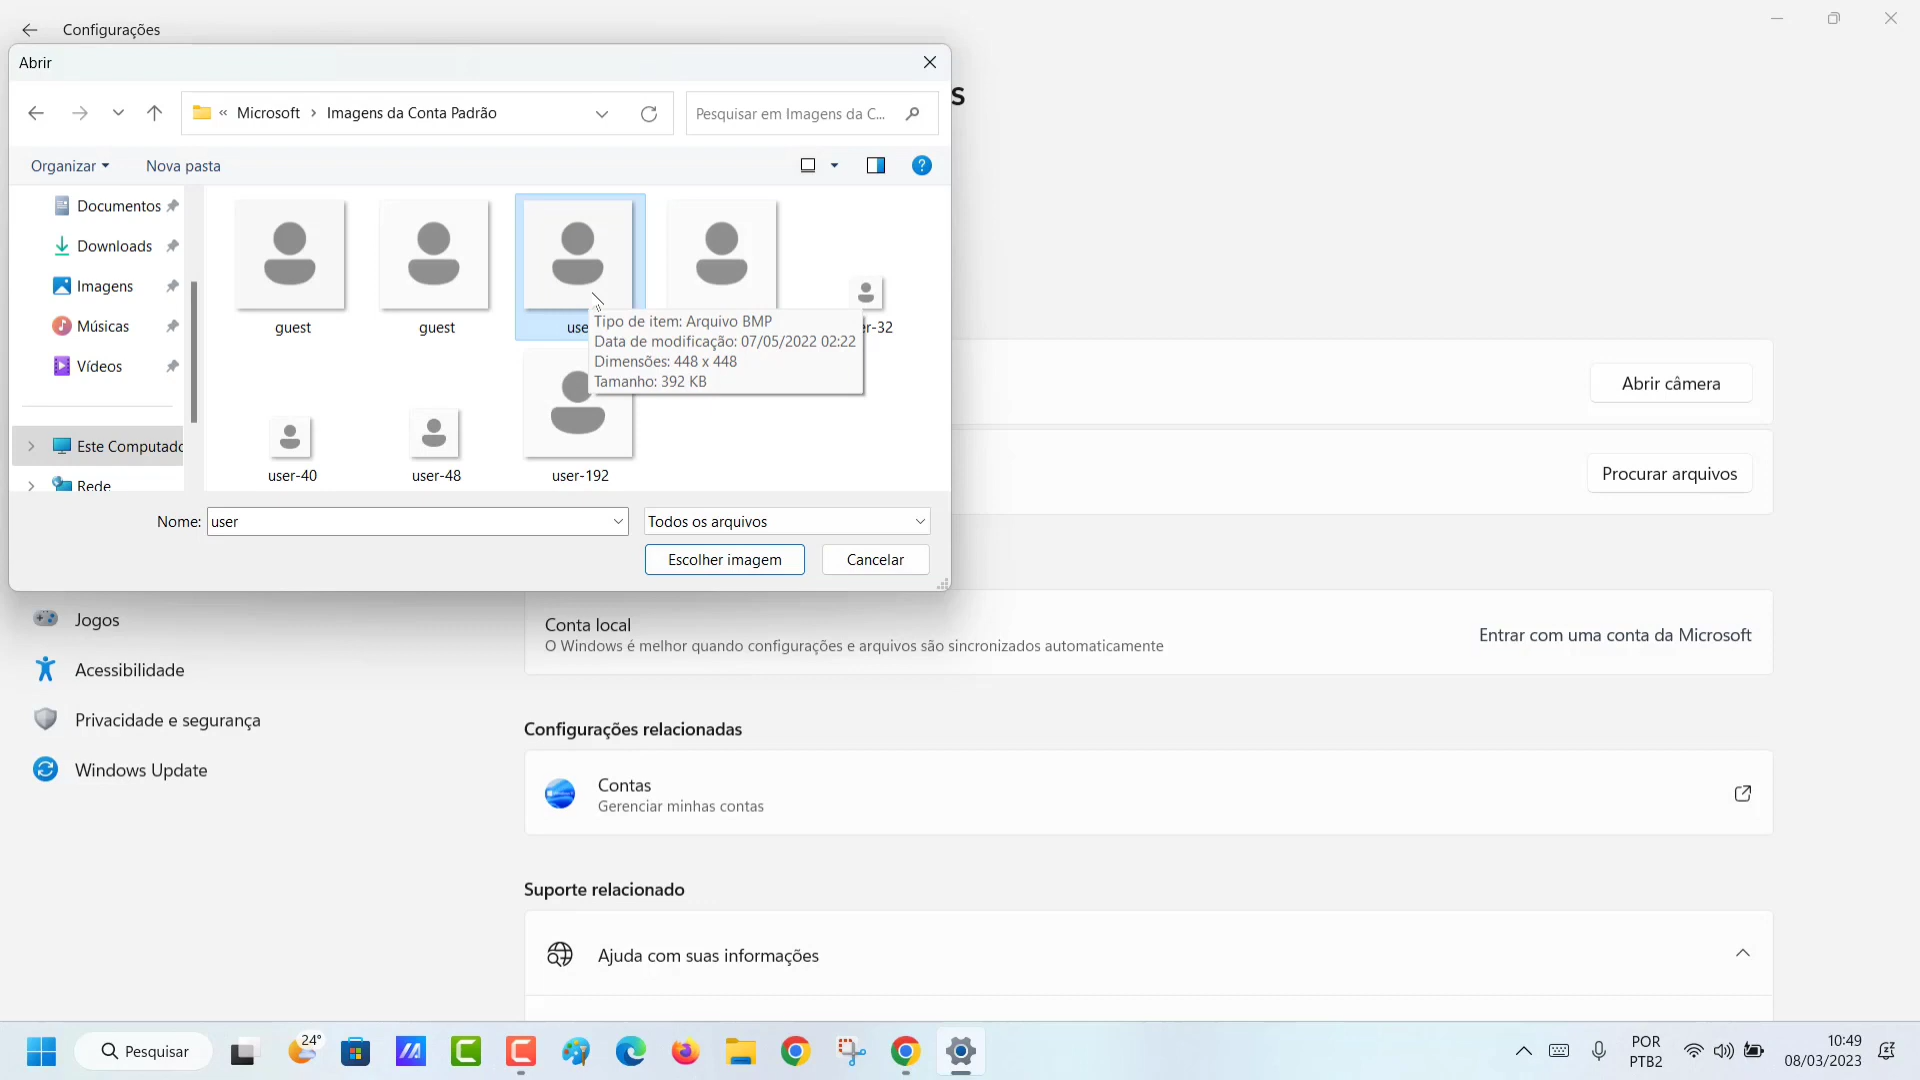 Configurações
Abrir
s
« Microsoft › Imagens da Conta Padrão
Pesquisar em Imagens da C...
Organizar
Nova pasta
Documentos
Downloads
Imagens
Músicas
Vídeos
Este Computado
Rede
guest
guest
use
er-32
Tipo de item: Arquivo BMP
Data de modificação: 07/05/2022 02:22
Dimensões: 448 x 448
Tamanho: 392 KB
user-40
user-48
user-192
Nome: user
Todos os arquivos
Escolher imagem
Cancelar
Abrir câmera
Procurar arquivos
Jogos
Acessibilidade
Privacidade e segurança
Windows Update
Conta local
O Windows é melhor quando configurações e arquivos são sincronizados automaticamente
Entrar com uma conta da Microsoft
Configurações relacionadas
Contas
Gerenciar minhas contas
Suporte relacionado
Ajuda com suas informações
Pesquisar
24°
POR
PTB2
10:49
08/03/2023